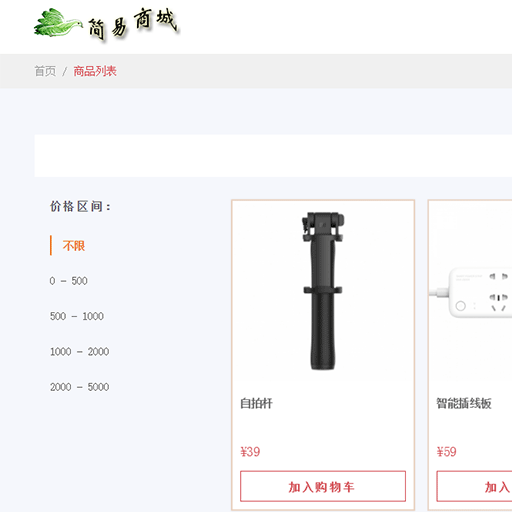 简易商城
首页 / 商品列表
价格区间：
不限
0 - 500
500 - 1000
1000 - 2000
2000 - 5000
自拍杆
¥39
加入购物车
智能插线板
¥59
加入